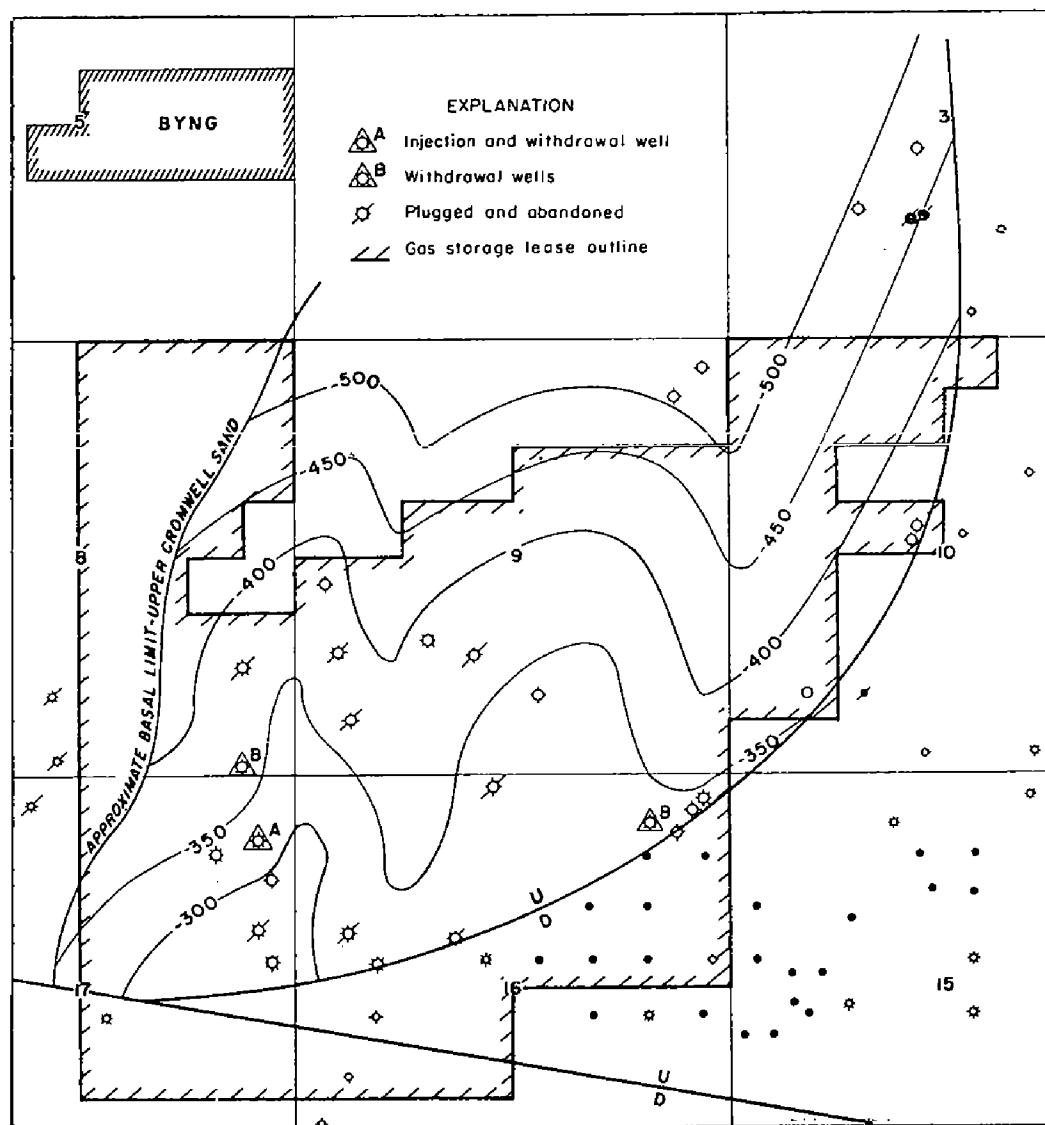 5
BYNG
EXPLANATION
A Injection and withdrawal well
B Withdrawal wells
Plugged and abandoned
Gas storage lease outline
3
-500
-500
-450
-450
APPROXIMATE BASAL LIMIT-UPPER CROMWELL SAND
8
9
10
-400
-400
-350
B
B
A
-350
-300
U
D
17
16
15
U
D